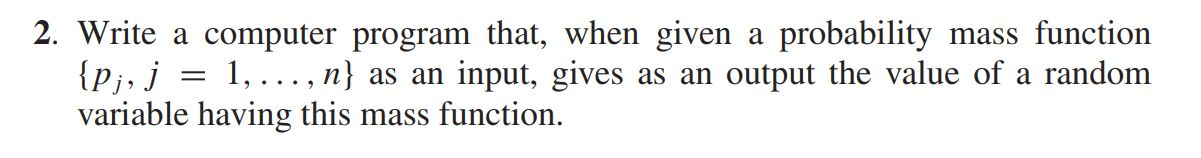 2. Write a computer program that, when given a probability mass function
{pj, j = 1, . . . , n} as an input, gives as an output the value of a random
variable having this mass function.